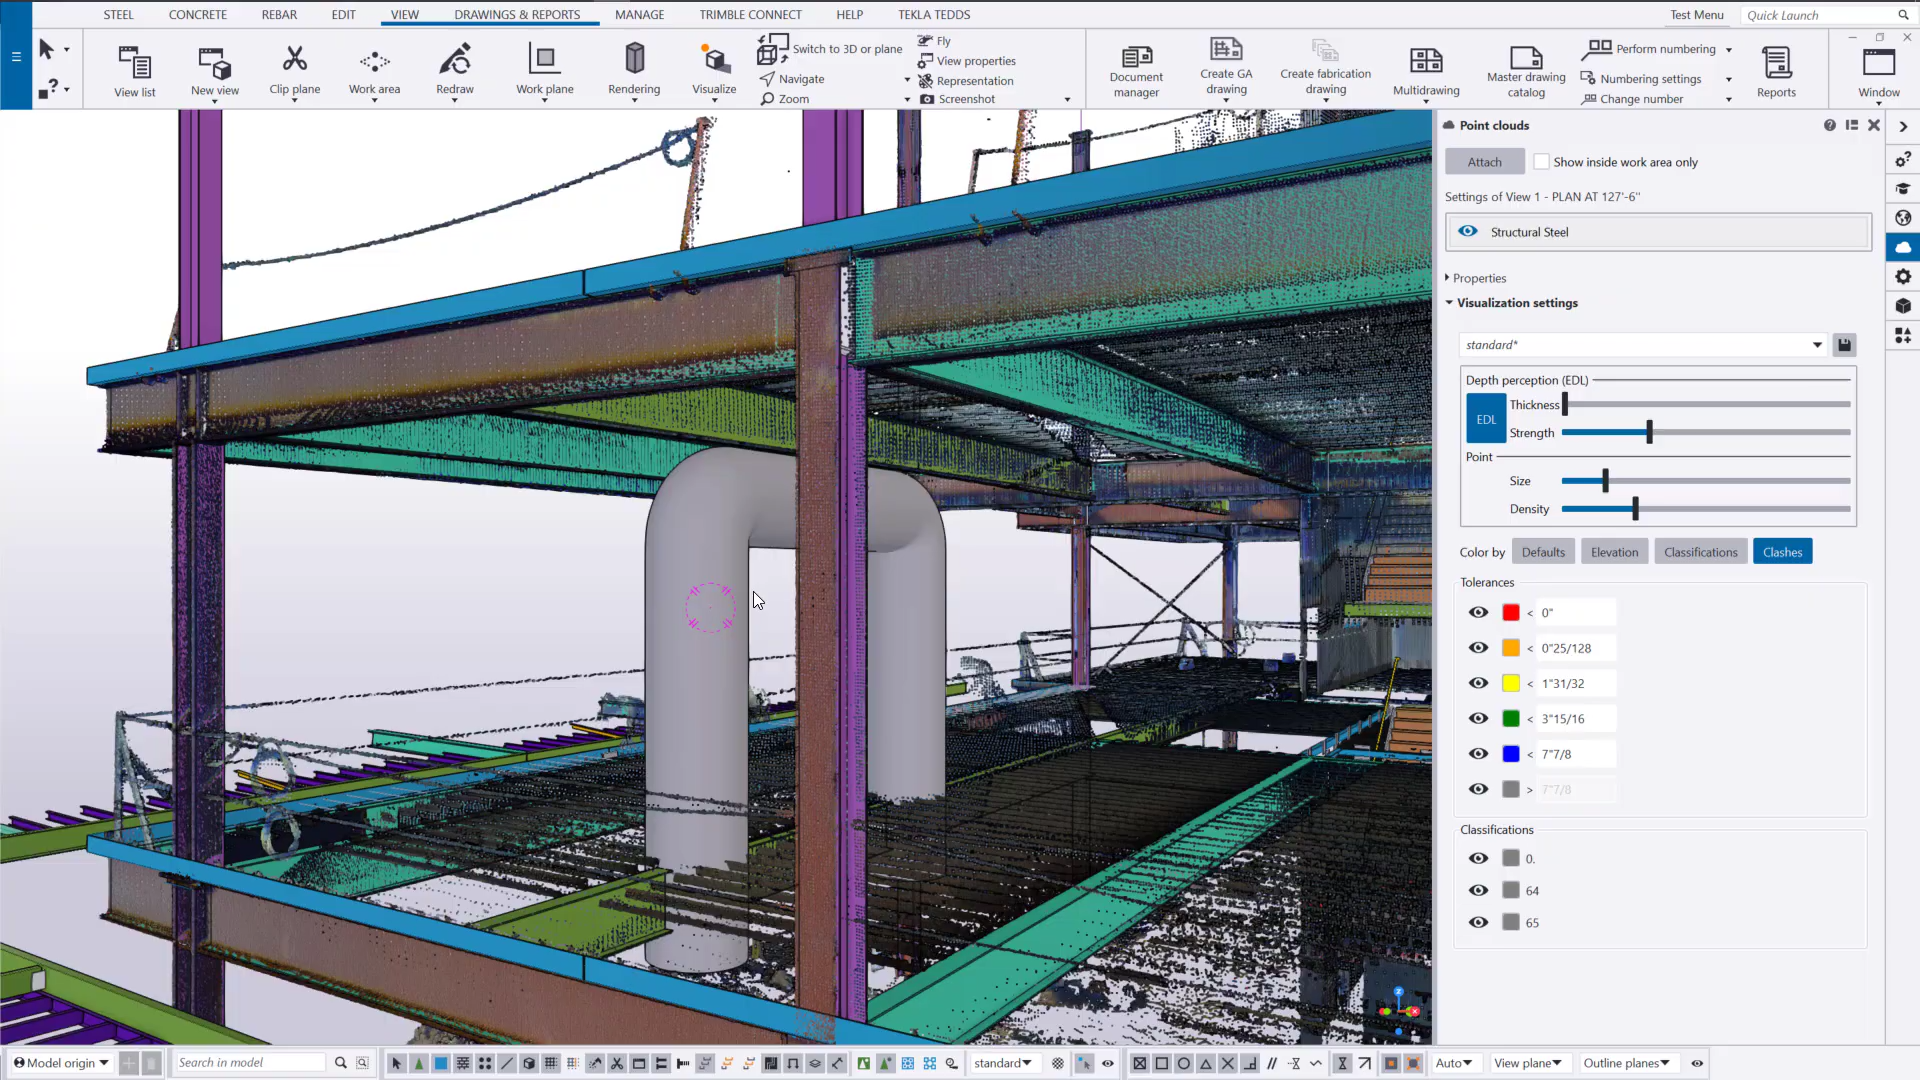 STEEL CONCRETE REBAR EDIT VIEW DRAWINGS & REPORTS MANAGE TRIMBLE CONNECT HELP TEKLA TEDDS Test Menu Quick Launch
View list
New view
Clip plane
Work area
Redraw
Work plane
Rendering
Visualize
Switch to 3D or plane
Navigate
Zoom
Fly
View properties
Representation
Screenshot
Document
manager
Create GA
drawing
Create fabrication
drawing
Multidrawing
Master drawing
catalog
Perform numbering
Numbering settings
Change number
Reports
Window
Point clouds
Attach Show inside work area only
Settings of View 1 - PLAN AT 127'-6"
Structural Steel
Properties
Visualization settings
standard*
Depth perception (EDL)
EDL
Thickness
Strength
Point
Size
Density
Color by Defaults Elevation Classifications Clashes
Tolerances
< 0"
< 0"25/128
< 1"31/32
< 3"15/16
< 7"7/8
> 7"7/8
Classifications
0.
64
65
Model origin Search in model standard Auto View plane Outline planes